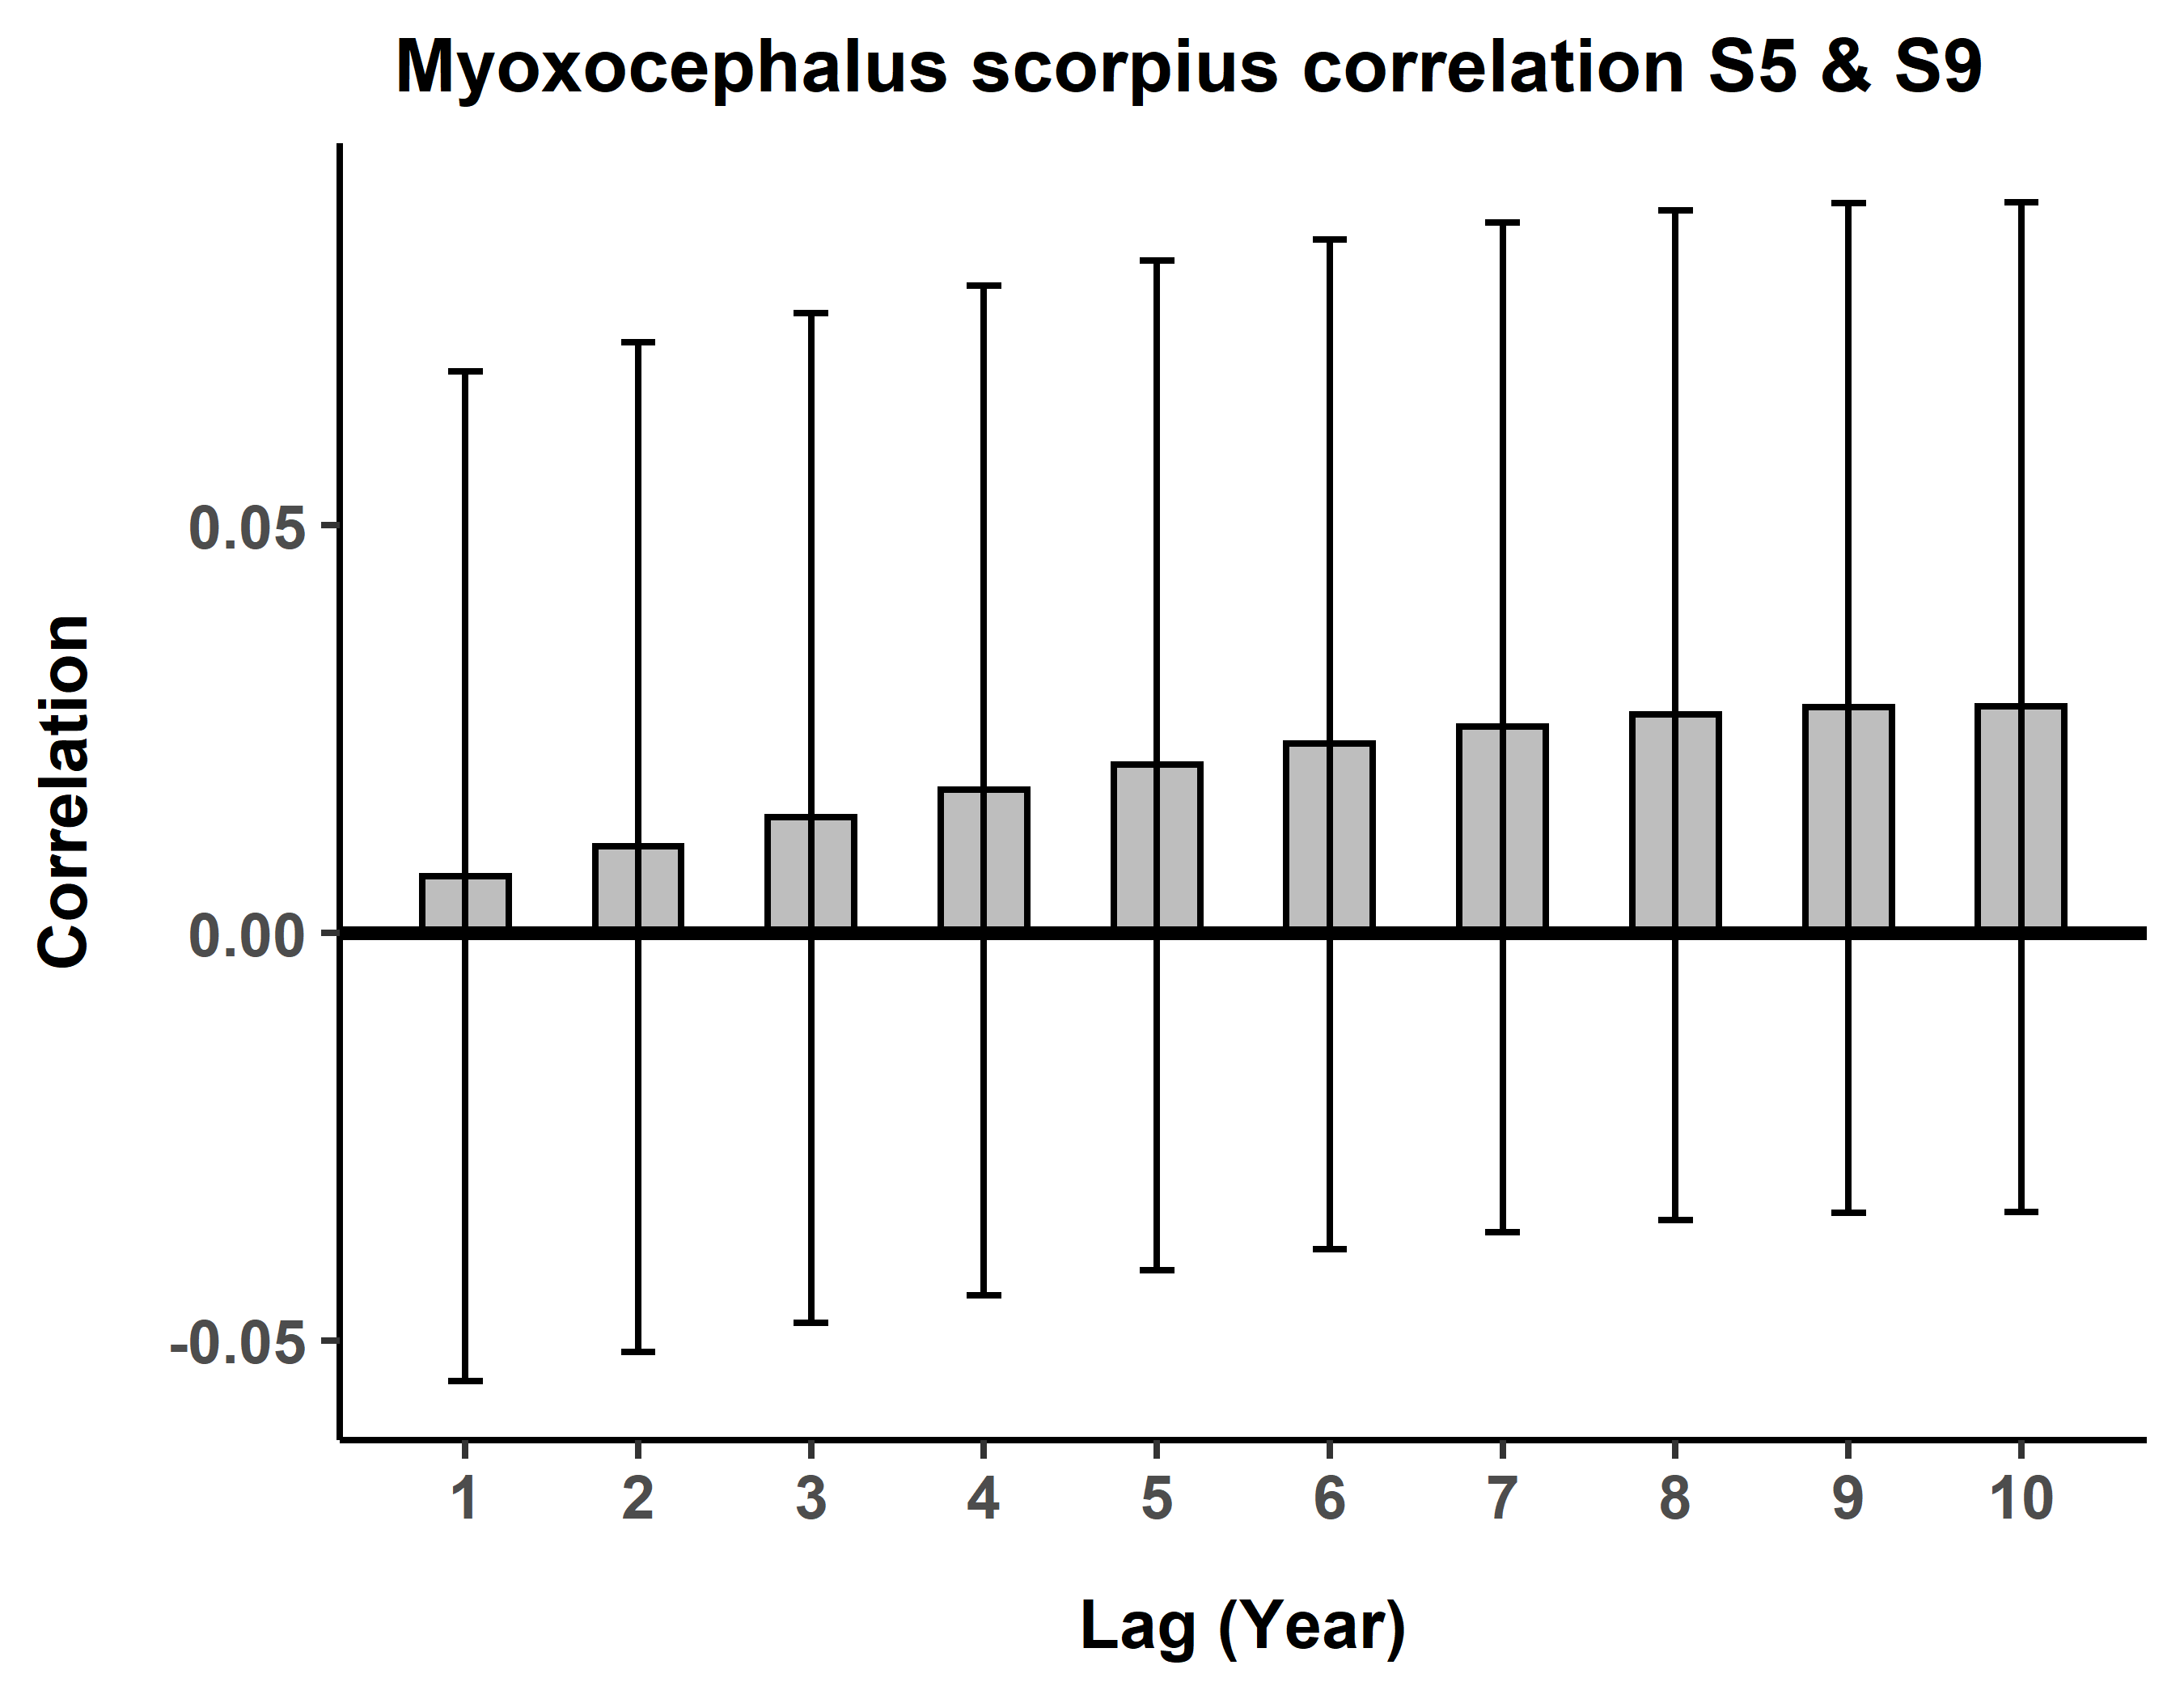 Myoxocephalus scorpius correlation S5 & S9
Correlation
0.05
0.00
-0.05
1 2 3 4 5 6 7 8 9 10
Lag (Year)